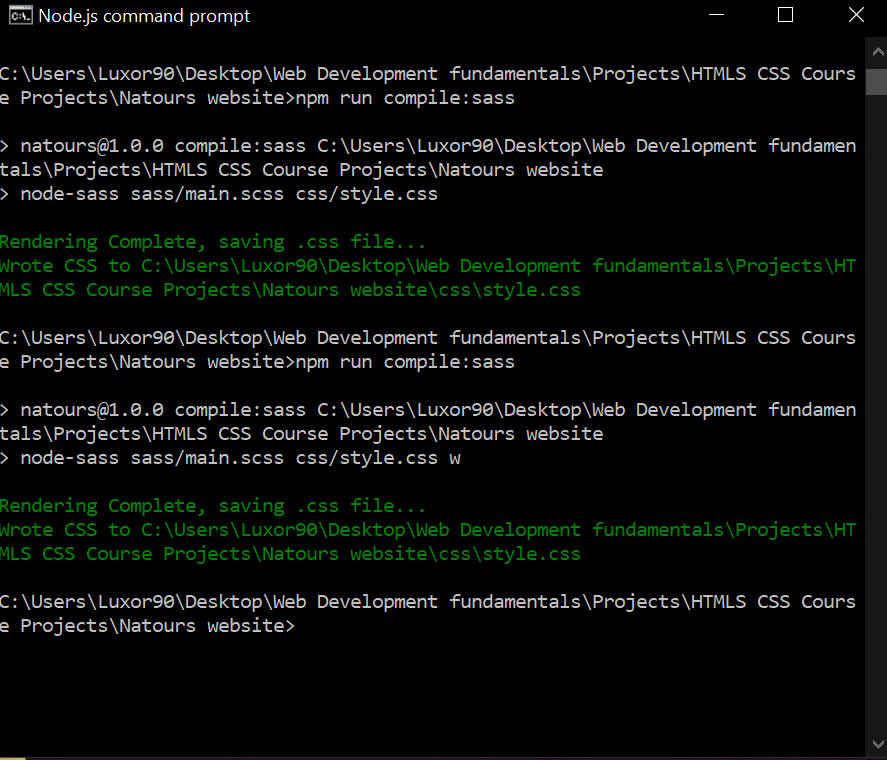 Node.js command prompt
C:\Users\Luxor90\Desktop\Web Development fundamentals\Projects\HTMLS CSS Cours
e Projects\Natours website>npm run compile:sass
> natours@1.0.0 compile:sass C:\Users\Luxor90\Desktop\Web Development fundamen
tals\Projects\HTMLS CSS Course Projects\Natours website
> node-sass sass/main.scss css/style.css
Rendering Complete, saving .css file...
Wrote CSS to C:\Users\Luxor90\Desktop\Web Development fundamentals\Projects\HT
MLS CSS Course Projects\Natours website\css\style.css
C:\Users\Luxor90\Desktop\Web Development fundamentals\Projects\HTMLS CSS Cours
e Projects\Natours website>npm run compile:sass
> natours@1.0.0 compile:sass C:\Users\Luxor90\Desktop\Web Development fundamen
tals\Projects\HTMLS CSS Course Projects\Natours website
> node-sass sass/main.scss css/style.css w
Rendering Complete, saving .css file...
Wrote CSS to C:\Users\Luxor90\Desktop\Web Development fundamentals\Projects\HT
MLS CSS Course Projects\Natours website\css\style.css
C:\Users\Luxor90\Desktop\Web Development fundamentals\Projects\HTMLS CSS Cours
e Projects\Natours website>